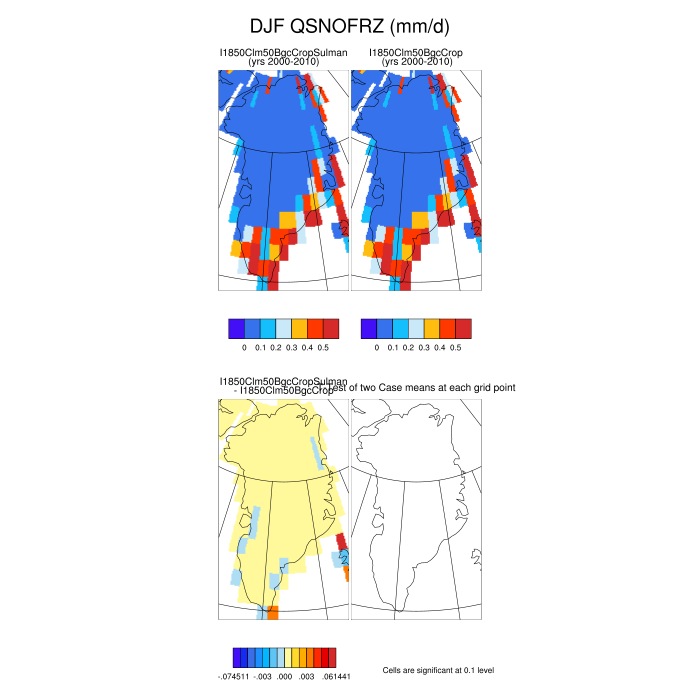 DJF QSNOFRZ (mm/d)
I1850Clm50BgcCropSulman
(yrs 2000-2010)
I1850Clm50BgcCrop
(yrs 2000-2010)
0 0.1 0.2 0.3 0.4 0.5
0 0.1 0.2 0.3 0.4 0.5
I1850Clm50BgcCropSulman
- I1850Clm50BgcCrop
Test of two Case means at each grid point
-.074511 -.003 .000 .003 .061441
Cells are significant at 0.1 level